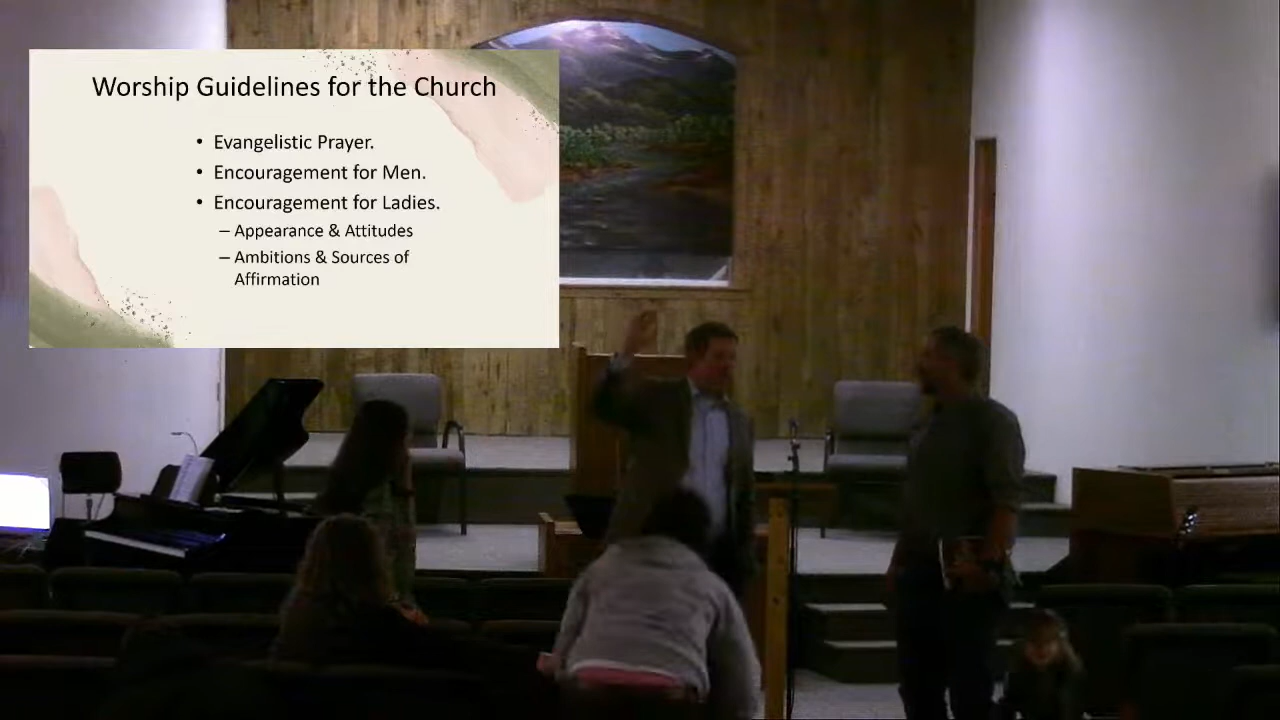 Worship Guidelines for the Church
• Evangelistic Prayer.
• Encouragement for Men.
• Encouragement for Ladies.
– Appearance & Attitudes
– Ambitions & Sources of
Affirmation